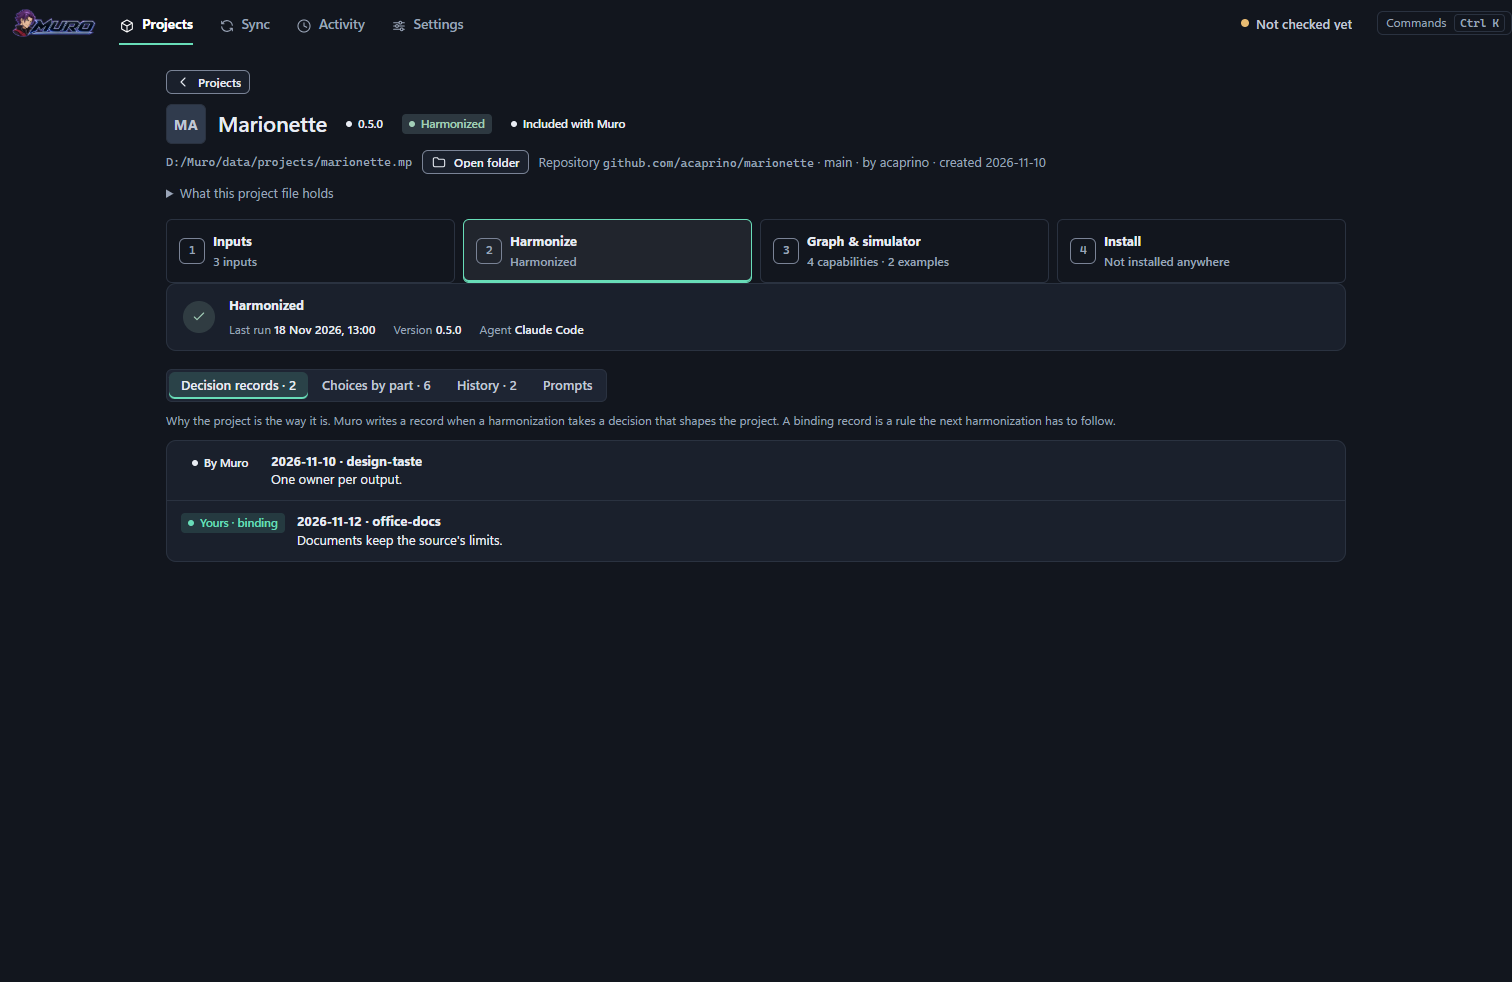 MURO Projects Sync Activity Settings Not checked yet Commands Ctrl K
Projects
MA Marionette 0.5.0 Harmonized Included with Muro
D:/Muro/data/projects/marionette.mp Open folder Repository github.com/acaprino/marionette · main · by acaprino · created 2026-11-10
What this project file holds
1 Inputs
3 inputs
2 Harmonize
Harmonized
3 Graph & simulator
4 capabilities · 2 examples
4 Install
Not installed anywhere
Harmonized
Last run 18 Nov 2026, 13:00 Version 0.5.0 Agent Claude Code
Decision records · 2 Choices by part · 6 History · 2 Prompts
Why the project is the way it is. Muro writes a record when a harmonization takes a decision that shapes the project. A binding record is a rule the next harmonization has to follow.
By Muro 2026-11-10 · design-taste
One owner per output.
Yours · binding 2026-11-12 · office-docs
Documents keep the source's limits.